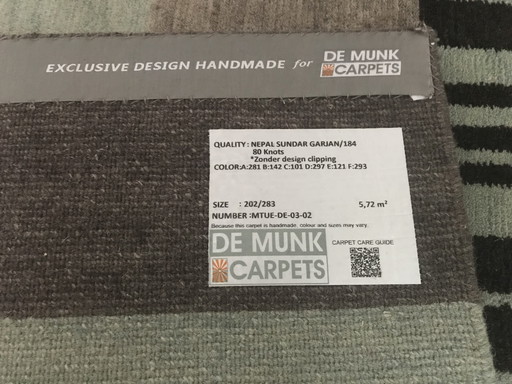 EXCLUSIVE DESIGN HANDMADE for DE MUNK CARPETS
QUALITY : NEPAL SUNDAR GARJAN/184
80 Knots
*Zonder design clipping
COLOR:A:281 B:142 C:101 D:297 E:121 F:293
SIZE : 202/283 5,72 m²
NUMBER :MTUE-DE-03-02
Because this carpet is handmade, colour and sizes may vary.
DE MUNK CARPETS
CARPET CARE GUIDE